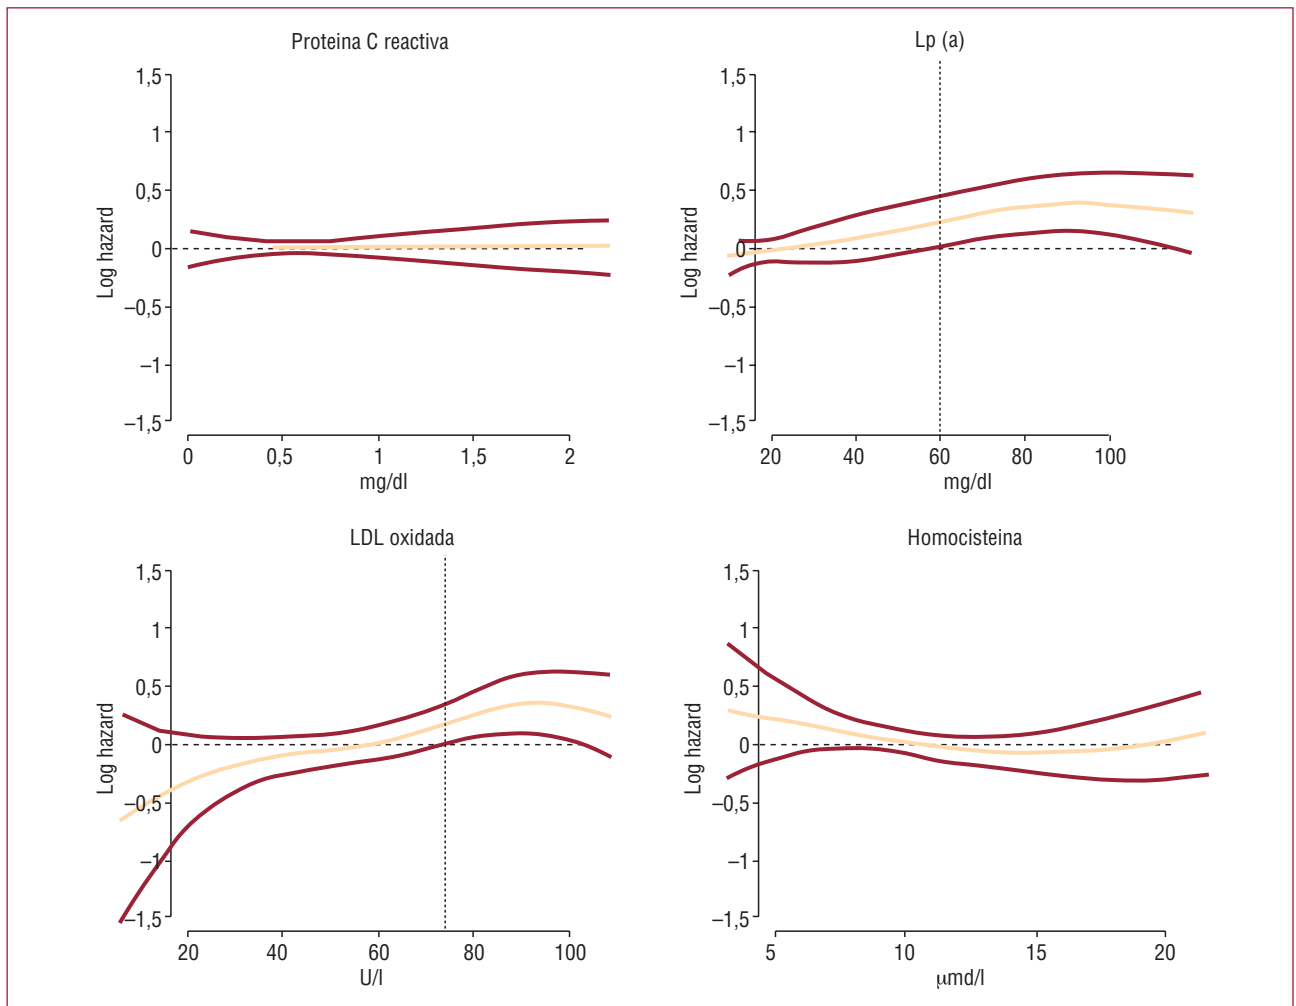 Proteina C reactiva
1,5
1
0,5
0
–0,5
–1
–1,5
Log hazard
0 0,5 1 1,5 2
mg/dl
Lp (a)
1,5
1
0,5
0
–0,5
–1
–1,5
Log hazard
20 40 60 80 100
mg/dl
LDL oxidada
1,5
1
0,5
0
–0,5
–1
–1,5
Log hazard
20 40 60 80 100
U/l
Homocisteina
1,5
1
0,5
0
–0,5
–1
–1,5
Log hazard
5 10 15 20
µmd/l